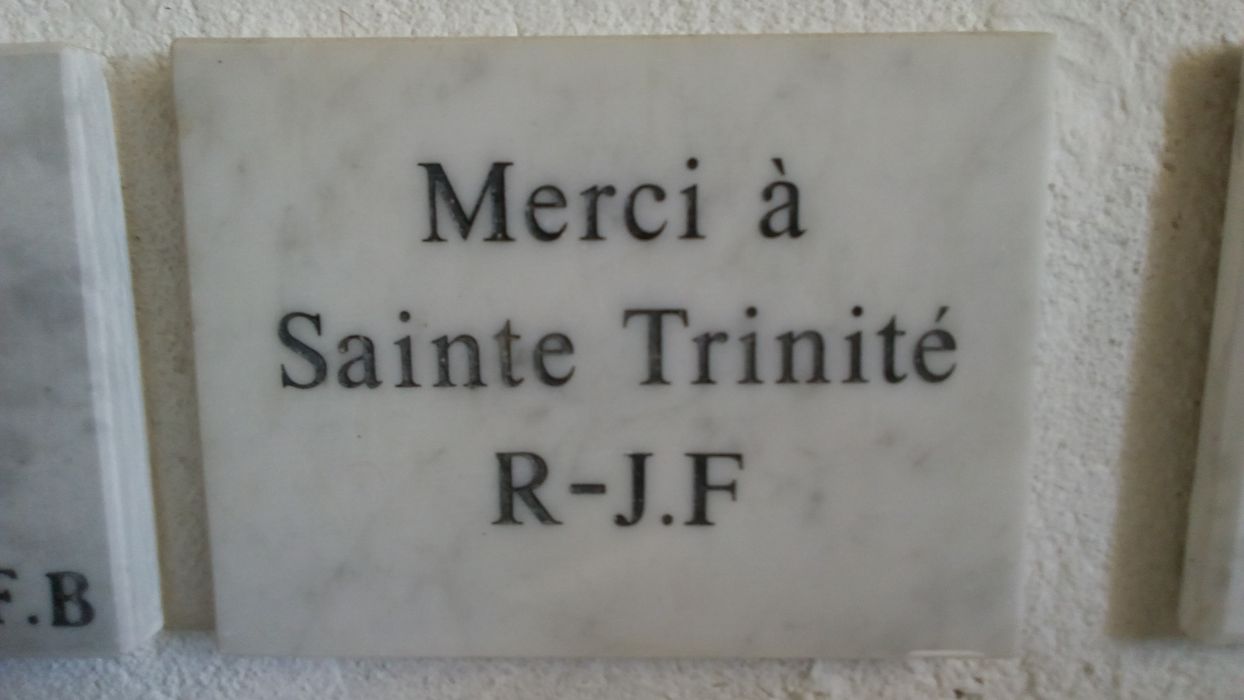 Merci à
Sainte Trinité
R-J.F
F.B